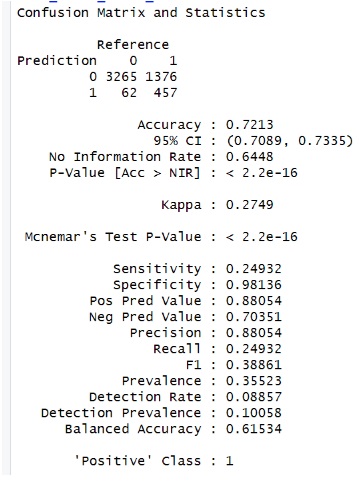 Confusion Matrix and Statistics
Reference
Prediction 0 1
0 3265 1376
1 62 457
Accuracy : 0.7213
95% CI : (0.7089, 0.7335)
No Information Rate : 0.6448
P-Value [Acc > NIR] : < 2.2e-16
Kappa : 0.2749
Mcnemar's Test P-Value : < 2.2e-16
Sensitivity : 0.24932
Specificity : 0.98136
Pos Pred Value : 0.88054
Neg Pred Value : 0.70351
Precision : 0.88054
Recall : 0.24932
F1 : 0.38861
Prevalence : 0.35523
Detection Rate : 0.08857
Detection Prevalence : 0.10058
Balanced Accuracy : 0.61534
'Positive' Class : 1